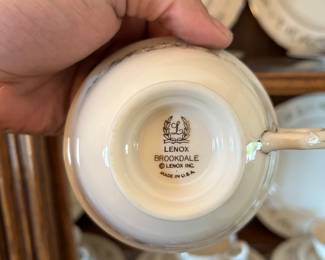 L
LENOX
BROOKDALE
© LENOX INC.
MADE IN U.S.A.